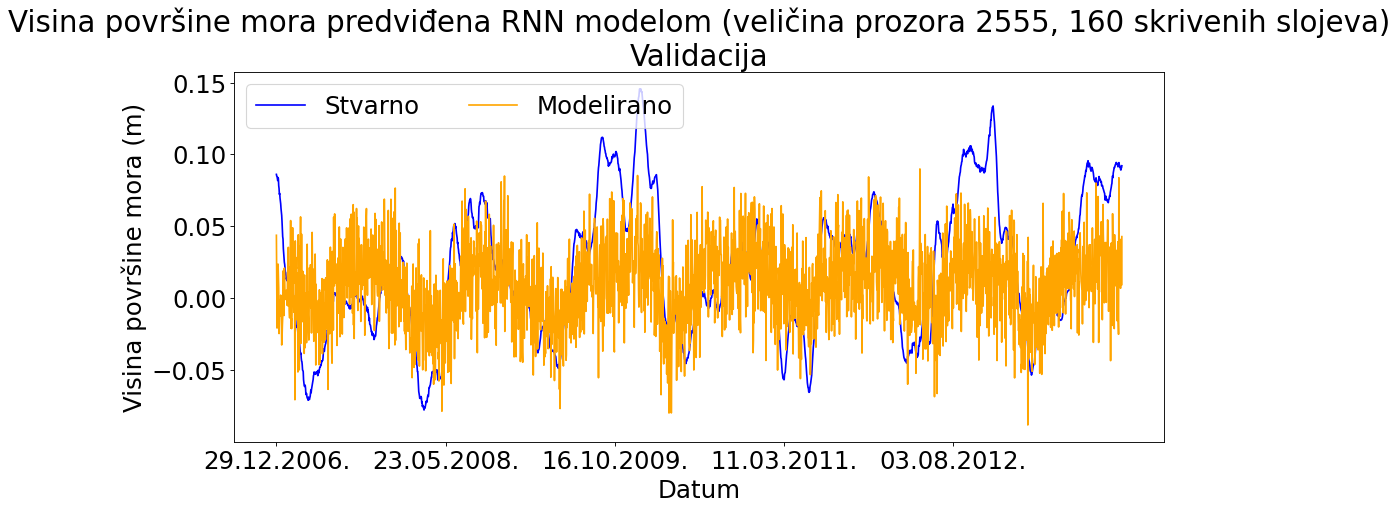 Visina površine mora predviđena RNN modelom (veličina prozora 2555, 160 skrivenih slojeva)
Validacija
Stvarno
Modelirano
Visina površine mora (m)
0.15
0.10
0.05
0.00
−0.05
29.12.2006.
23.05.2008.
16.10.2009.
11.03.2011.
03.08.2012.
Datum